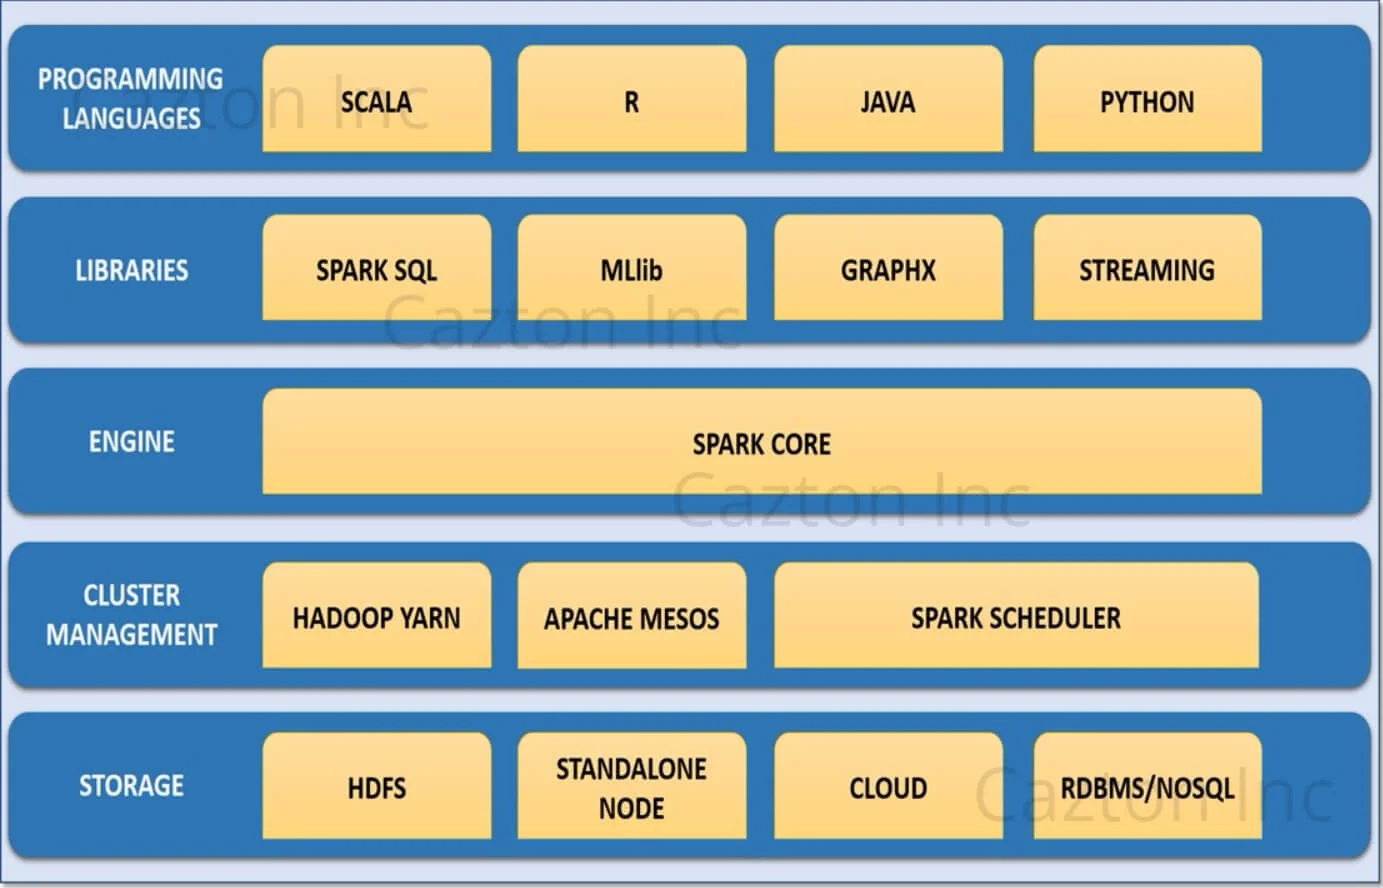 PROGRAMMING
LANGUAGES
SCALA
R
JAVA
PYTHON
Cazton Inc
LIBRARIES
SPARK SQL
MLlib
GRAPHX
STREAMING
Cazton Inc
ENGINE
SPARK CORE
Cazton Inc
CLUSTER
MANAGEMENT
HADOOP YARN
APACHE MESOS
SPARK SCHEDULER
STORAGE
HDFS
STANDALONE
NODE
CLOUD
RDBMS/NOSQL
Cazton Inc